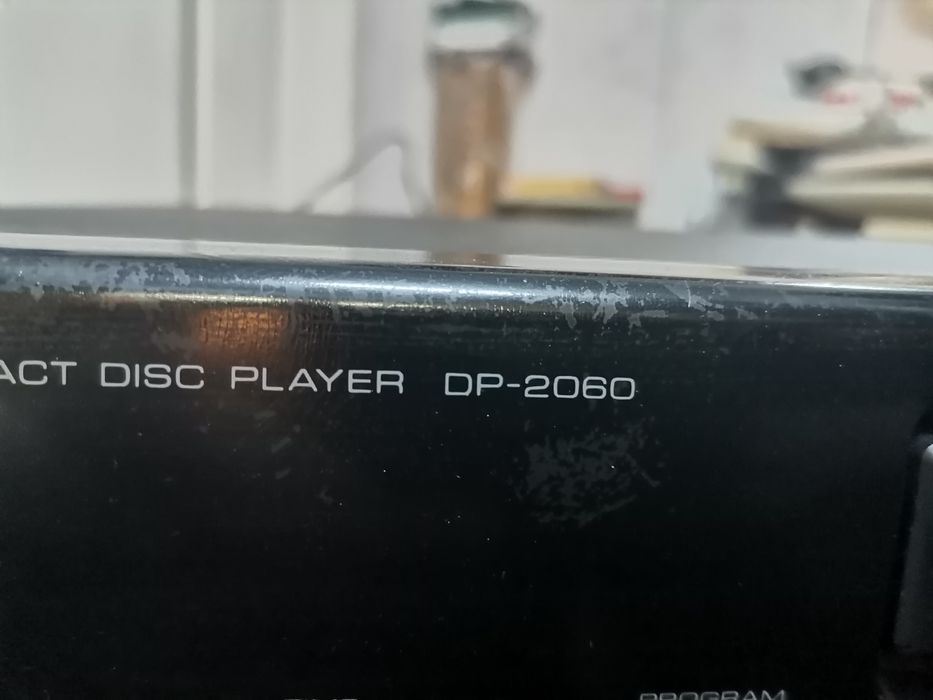 ACT DISC PLAYER DP-2060
PROGRAM